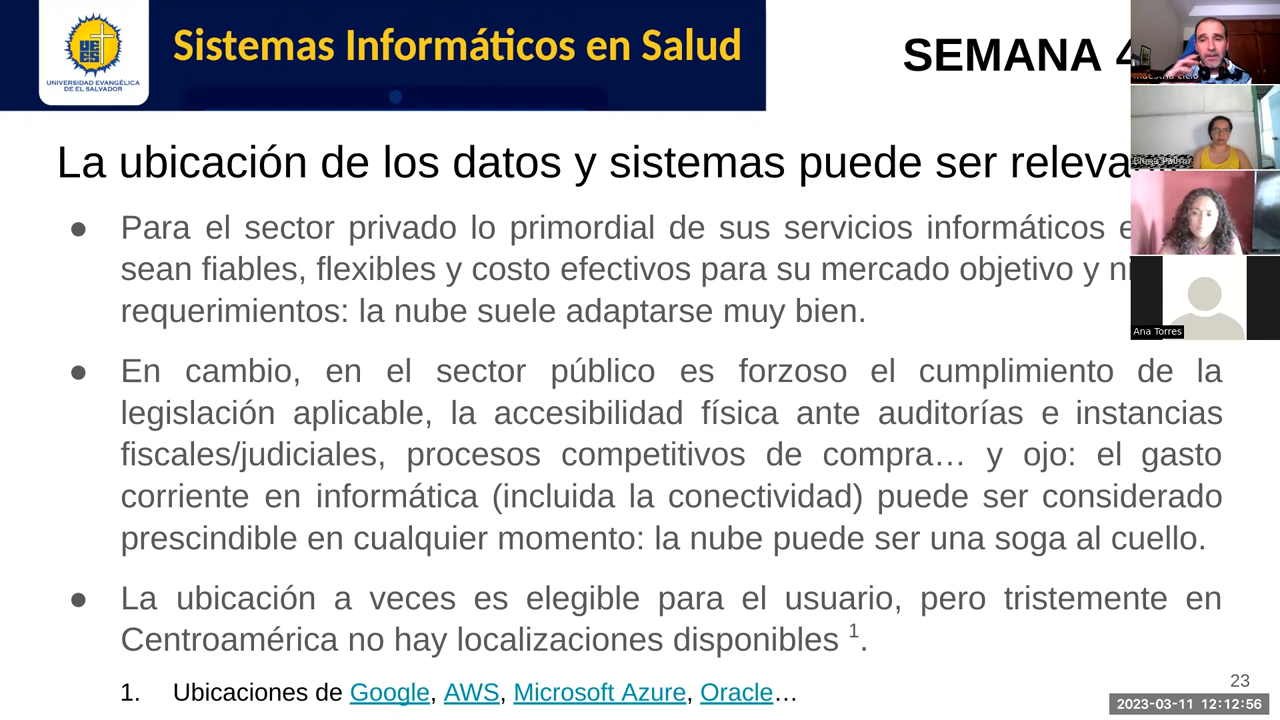 Sistemas Informáticos en Salud
UNIVERSIDAD EVANGÉLICA
DE EL SALVADOR
SEMANA 4
La ubicación de los datos y sistemas puede ser
● Para el sector privado lo primordial de sus servicios informáticos
sean fiables, flexibles y costo efectivos para su mercado objetivo y
requerimientos: la nube suele adaptarse muy bien.
● En cambio, en el sector público es forzoso el cumplimiento de la
legislación aplicable, la accesibilidad física ante auditorías e instancias
fiscales/judiciales, procesos competitivos de compra… y ojo: el gasto
corriente en informática (incluida la conectividad) puede ser considerado
prescindible en cualquier momento: la nube puede ser una soga al cuello.
● La ubicación a veces es elegible para el usuario, pero tristemente en
Centroamérica no hay localizaciones disponibles 1.
1. Ubicaciones de Google, AWS, Microsoft Azure, Oracle…
Ana Torres
23
2023-03-11 12:12:56